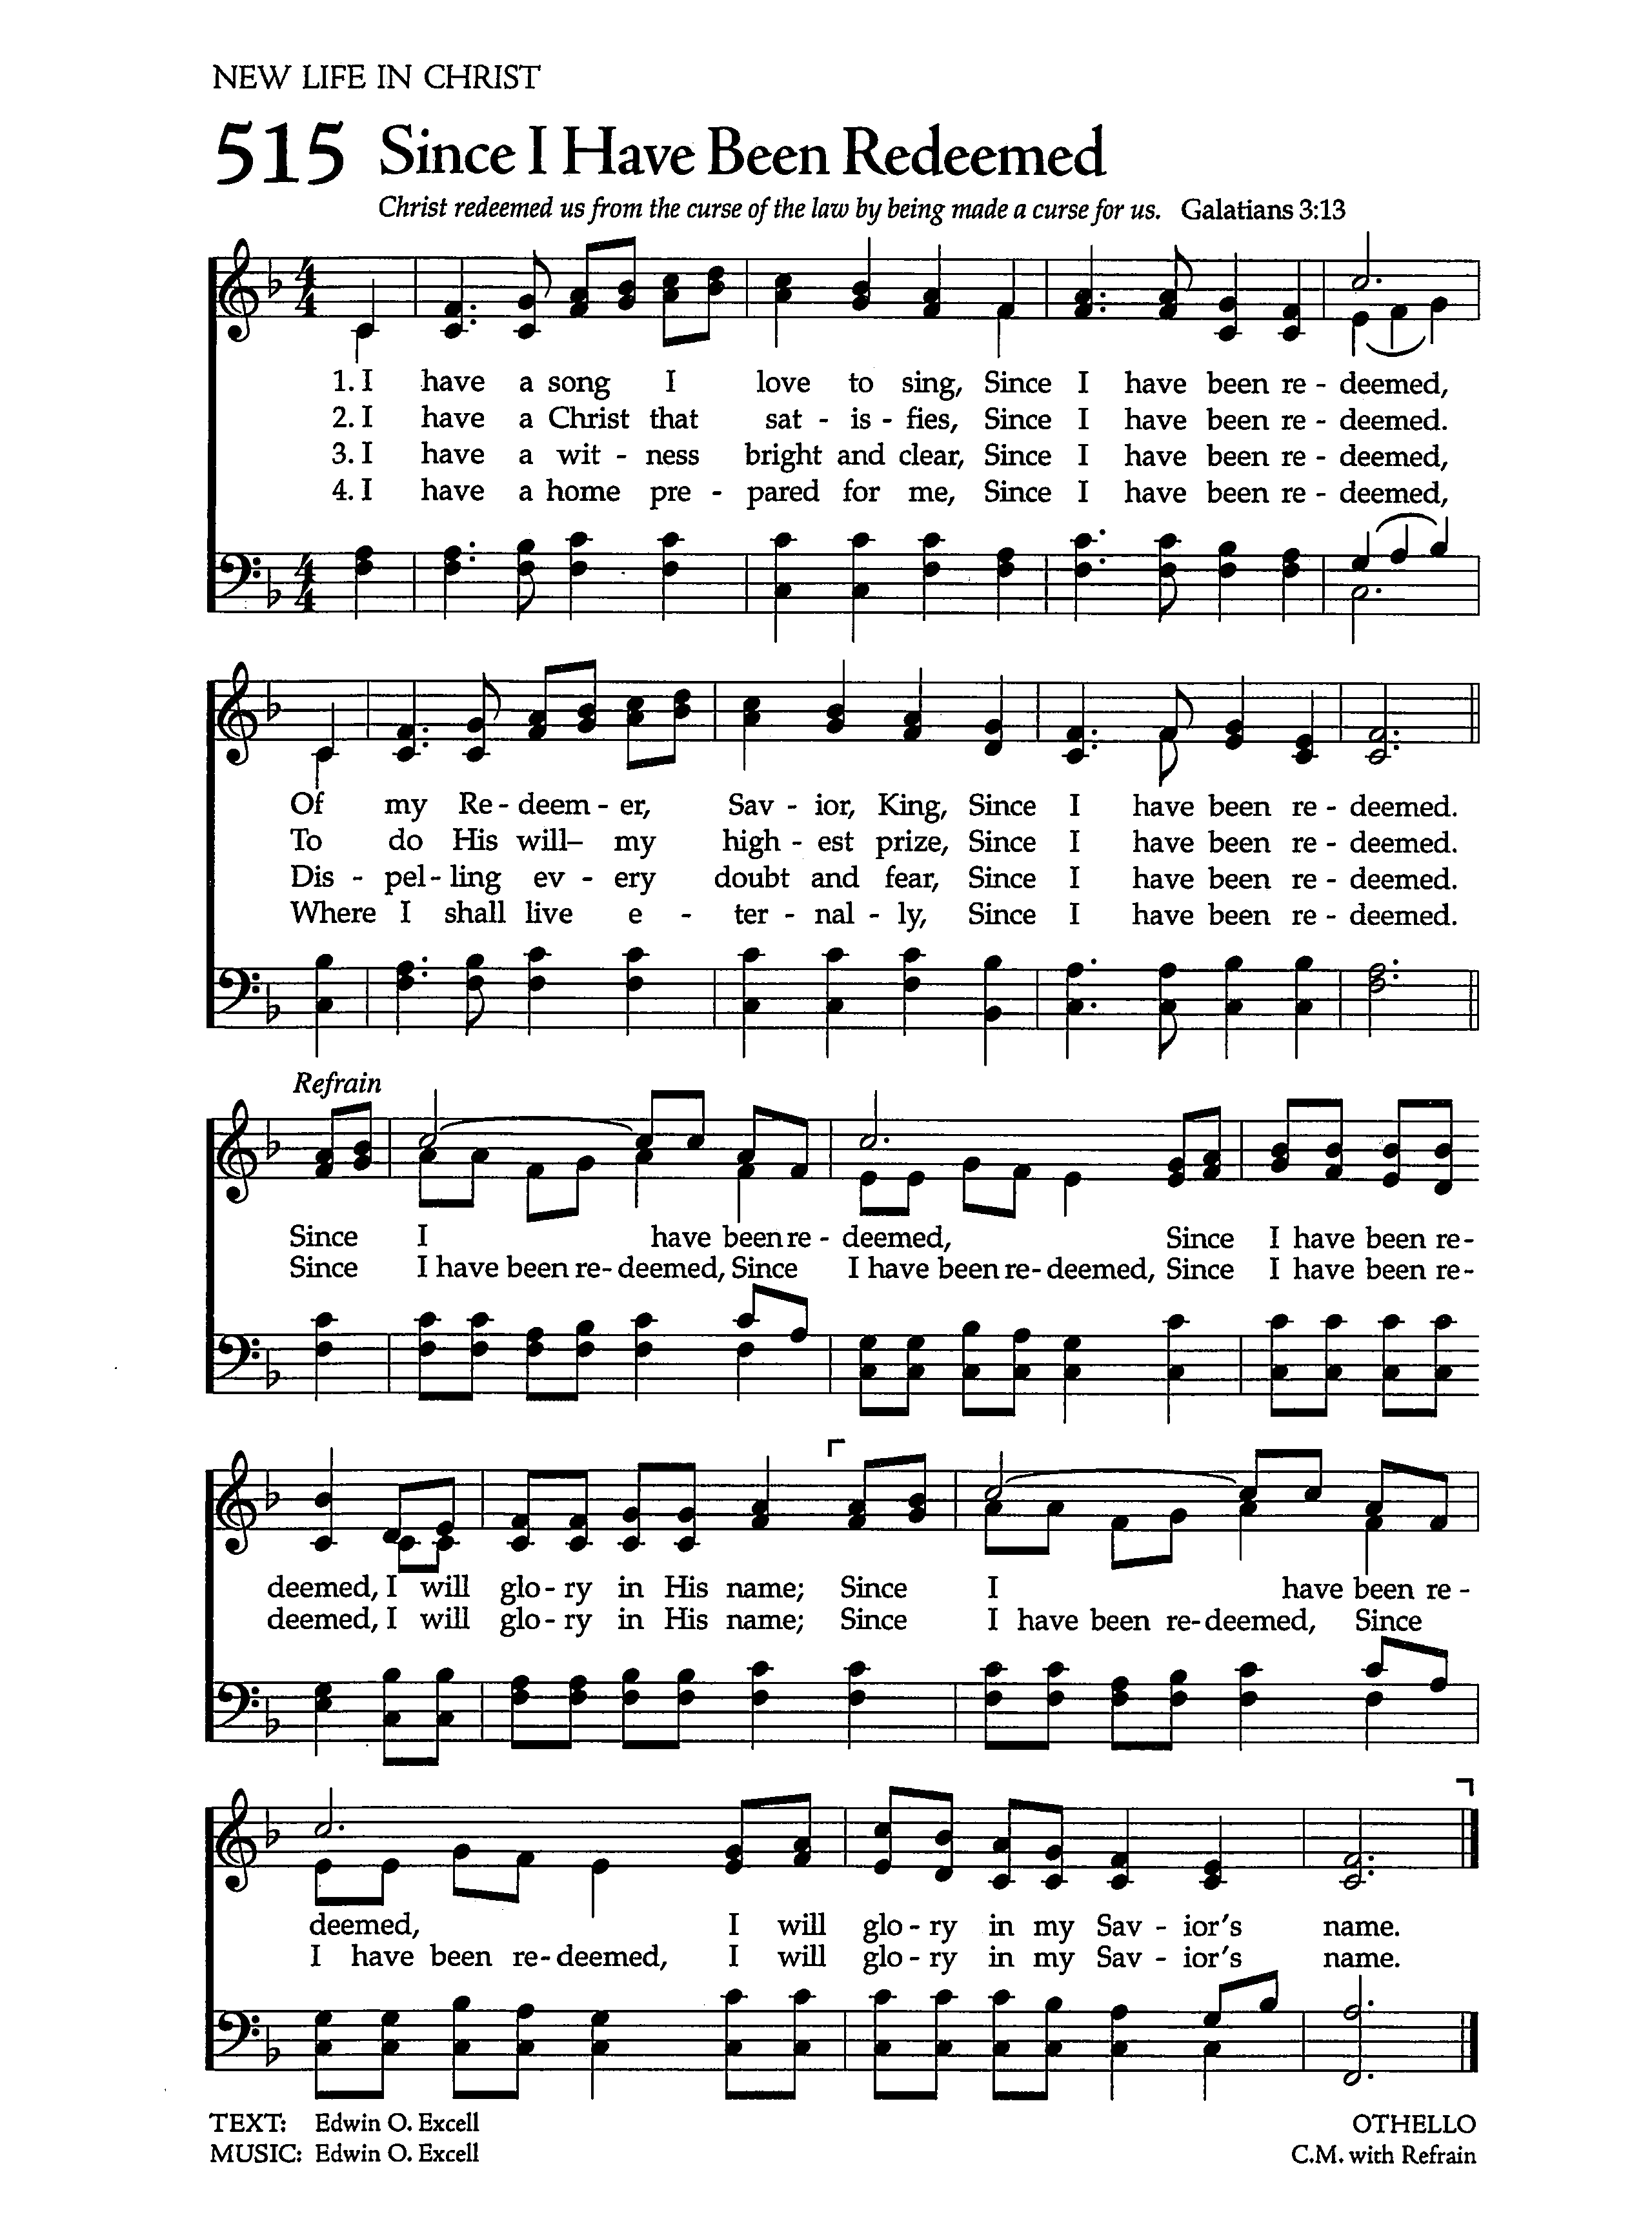 NEW LIFE IN CHRIST
515 Since I Have Been Redeemed
Christ redeemed us from the curse of the law by being made a curse for us. Galatians 3:13
1. I have a song I love to sing, Since I have been re - deemed,
2. I have a Christ that sat - is - fies, Since I have been re - deemed.
3. I have a wit - ness bright and clear, Since I have been re - deemed,
4. I have a home pre - pared for me, Since I have been re - deemed,
Of my Re - deem - er, Sav - ior, King, Since I have been re - deemed.
To do His will– my high - est prize, Since I have been re - deemed.
Dis - pel - ling ev - ery doubt and fear, Since I have been re - deemed.
Where I shall live e - ter - nal - ly, Since I have been re - deemed.
Refrain
Since I have been re - deemed, Since I have been re-
Since I have been re- deemed, Since I have been re- deemed, Since I have been re-
deemed, I will glo - ry in His name; Since I have been re -
deemed, I will glo - ry in His name; Since I have been re- deemed, Since
deemed, I will glo - ry in my Sav - ior's name.
I have been re- deemed, I will glo - ry in my Sav - ior's name.
TEXT: Edwin O. Excell
MUSIC: Edwin O. Excell
OTHELLO
C.M. with Refrain